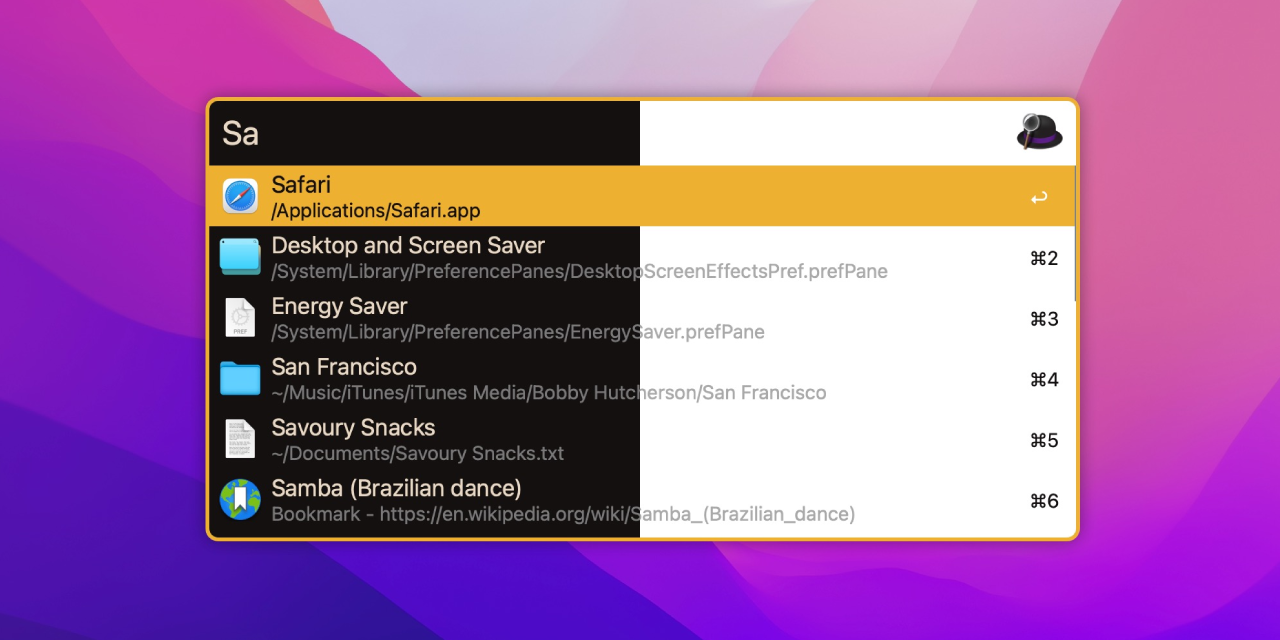 Sa
Safari
/Applications/Safari.app
↩
Desktop and Screen Saver
/System/Library/PreferencePanes/DesktopScreenEffectsPref.prefPane
⌘2
Energy Saver
/System/Library/PreferencePanes/EnergySaver.prefPane
⌘3
PREF
San Francisco
~/Music/iTunes/iTunes Media/Bobby Hutcherson/San Francisco
⌘4
Savoury Snacks
~/Documents/Savoury Snacks.txt
⌘5
Samba (Brazilian dance)
Bookmark - https://en.wikipedia.org/wiki/Samba_(Brazilian_dance)
⌘6